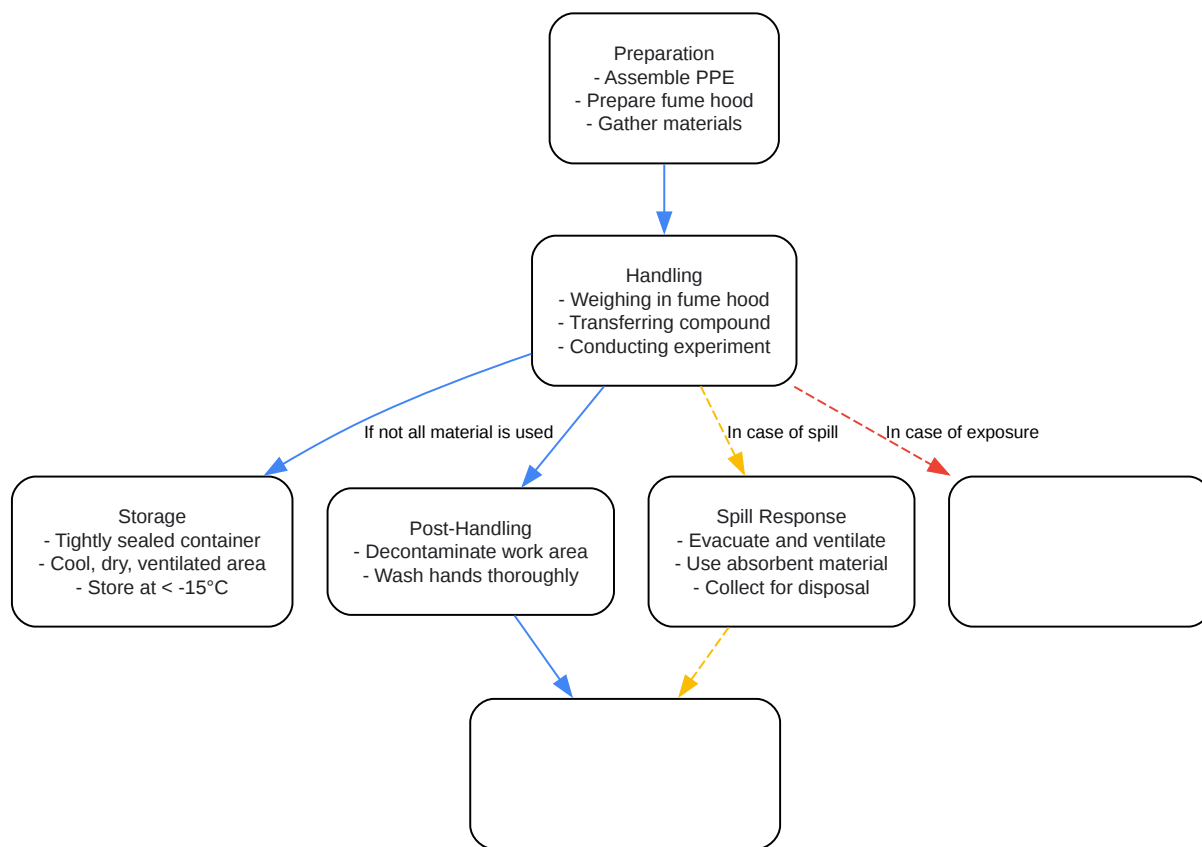 Preparation
- Assemble PPE
- Prepare fume hood
- Gather materials
Handling
- Weighing in fume hood
- Transferring compound
- Conducting experiment
If not all material is used
In case of spill
In case of exposure
Storage
- Tightly sealed container
- Cool, dry, ventilated area
- Store at < -15°C
Post-Handling
- Decontaminate work area
- Wash hands thoroughly
Spill Response
- Evacuate and ventilate
- Use absorbent material
- Collect for disposal